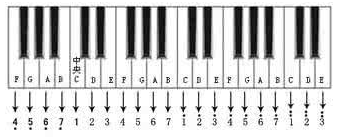 中央
F G A B C D E F G A B C D E F G A B C D E
4̣ 5̣ 6̣ 7̣ 1 2 3 4 5 6 7 1̇ 2̇ 3̇ 4̇ 5̇ 6̇ 7̇ 1̈ 2̈ 3̈